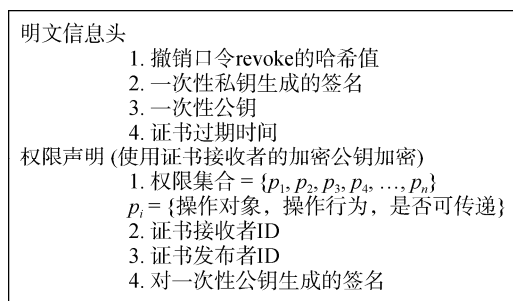 明文信息头
1. 撤销口令revoke的哈希值
2. 一次性私钥生成的签名
3. 一次性公钥
4. 证书过期时间
权限声明 (使用证书接收者的加密公钥加密)
1. 权限集合 = {p₁, p₂, p₃, p₄, …, pₙ}
pᵢ = {操作对象，操作行为，是否可传递}
2. 证书接收者ID
3. 证书发布者ID
4. 对一次性公钥生成的签名